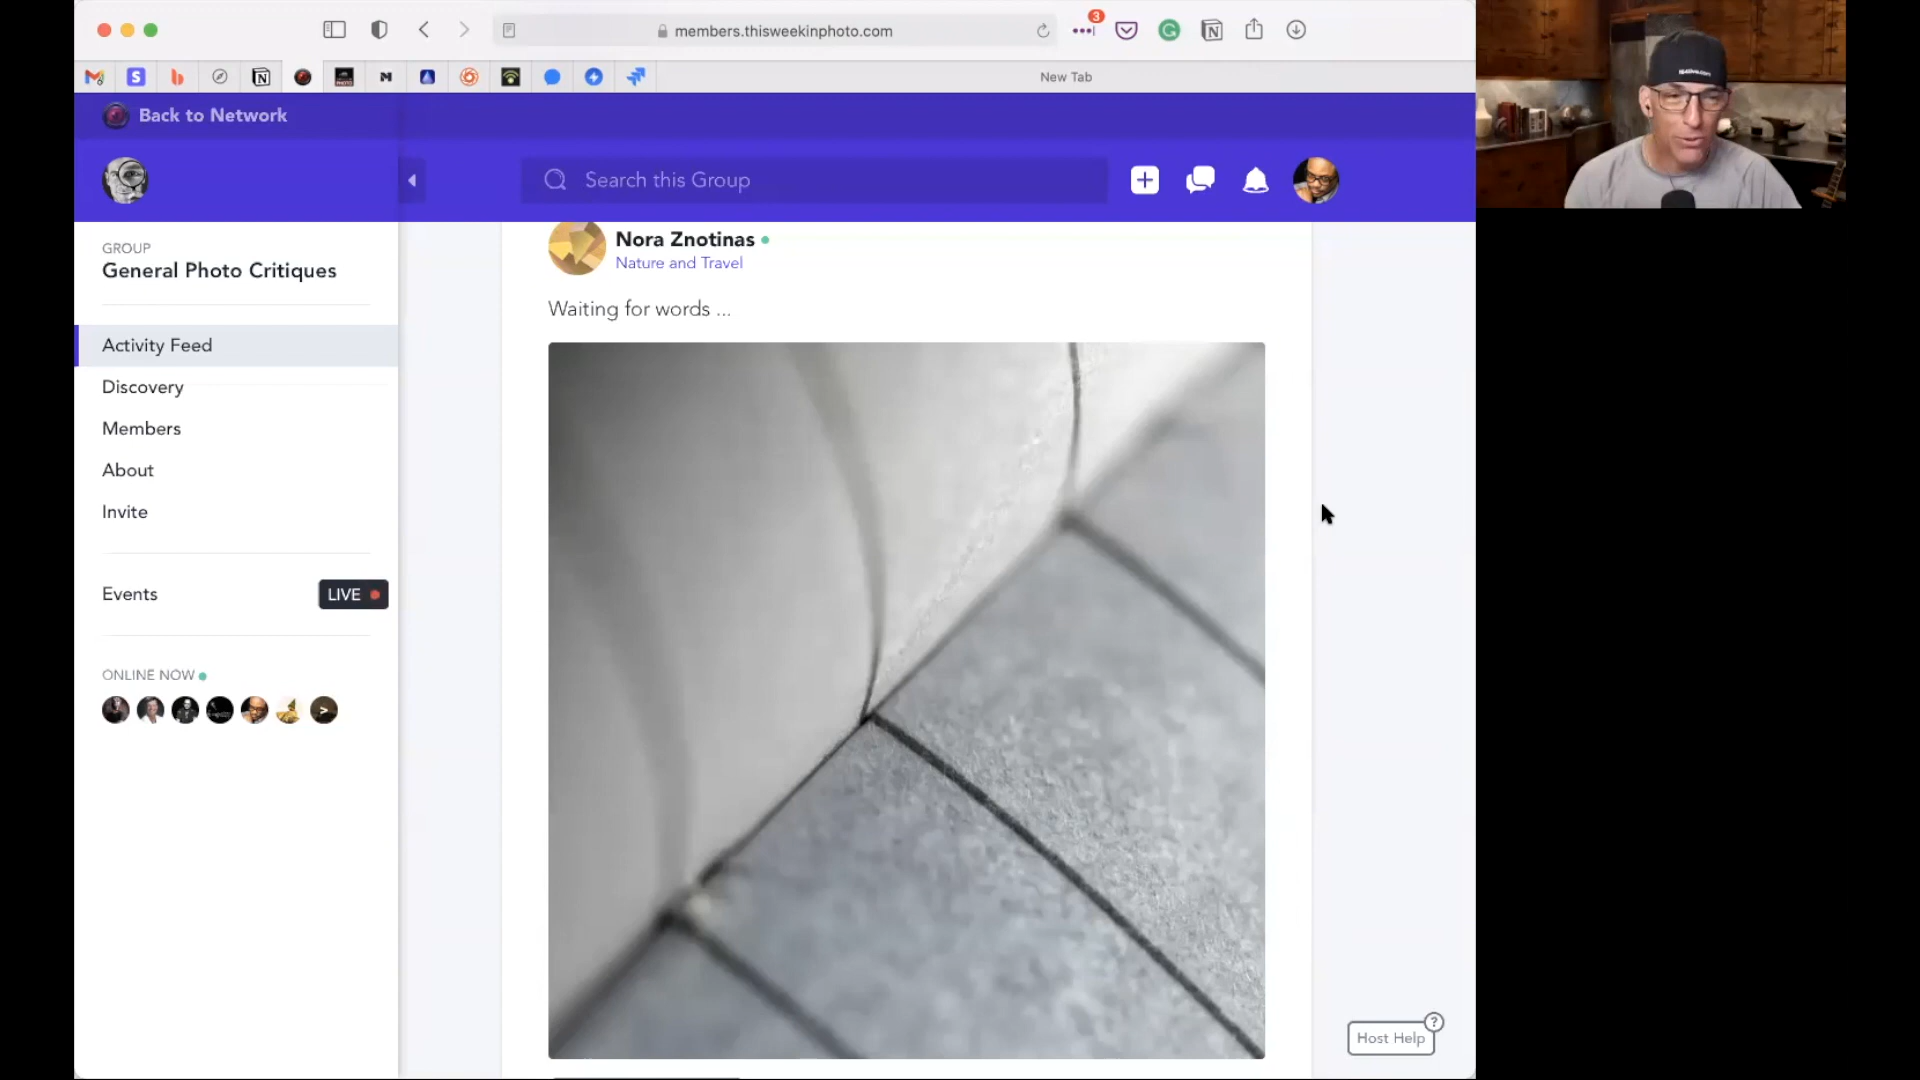 members.thisweekinphoto.com
3
New Tab
Back to Network
Search this Group
GROUP
General Photo Critiques
Activity Feed
Discovery
Members
About
Invite
Events
LIVE
ONLINE NOW
Nora Znotinas
Nature and Travel
Waiting for words ...
Host Help
?